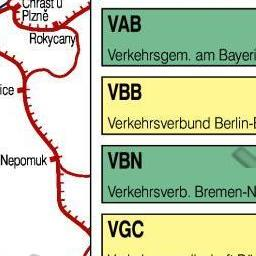 Chrást u
Plzně
Rokycany
ice
Nepomuk
VAB
Verkehrsgem. am Bayeri
VBB
Verkehrsverbund Berlin-B
VBN
Verkehrsverb. Bremen-N
VGC